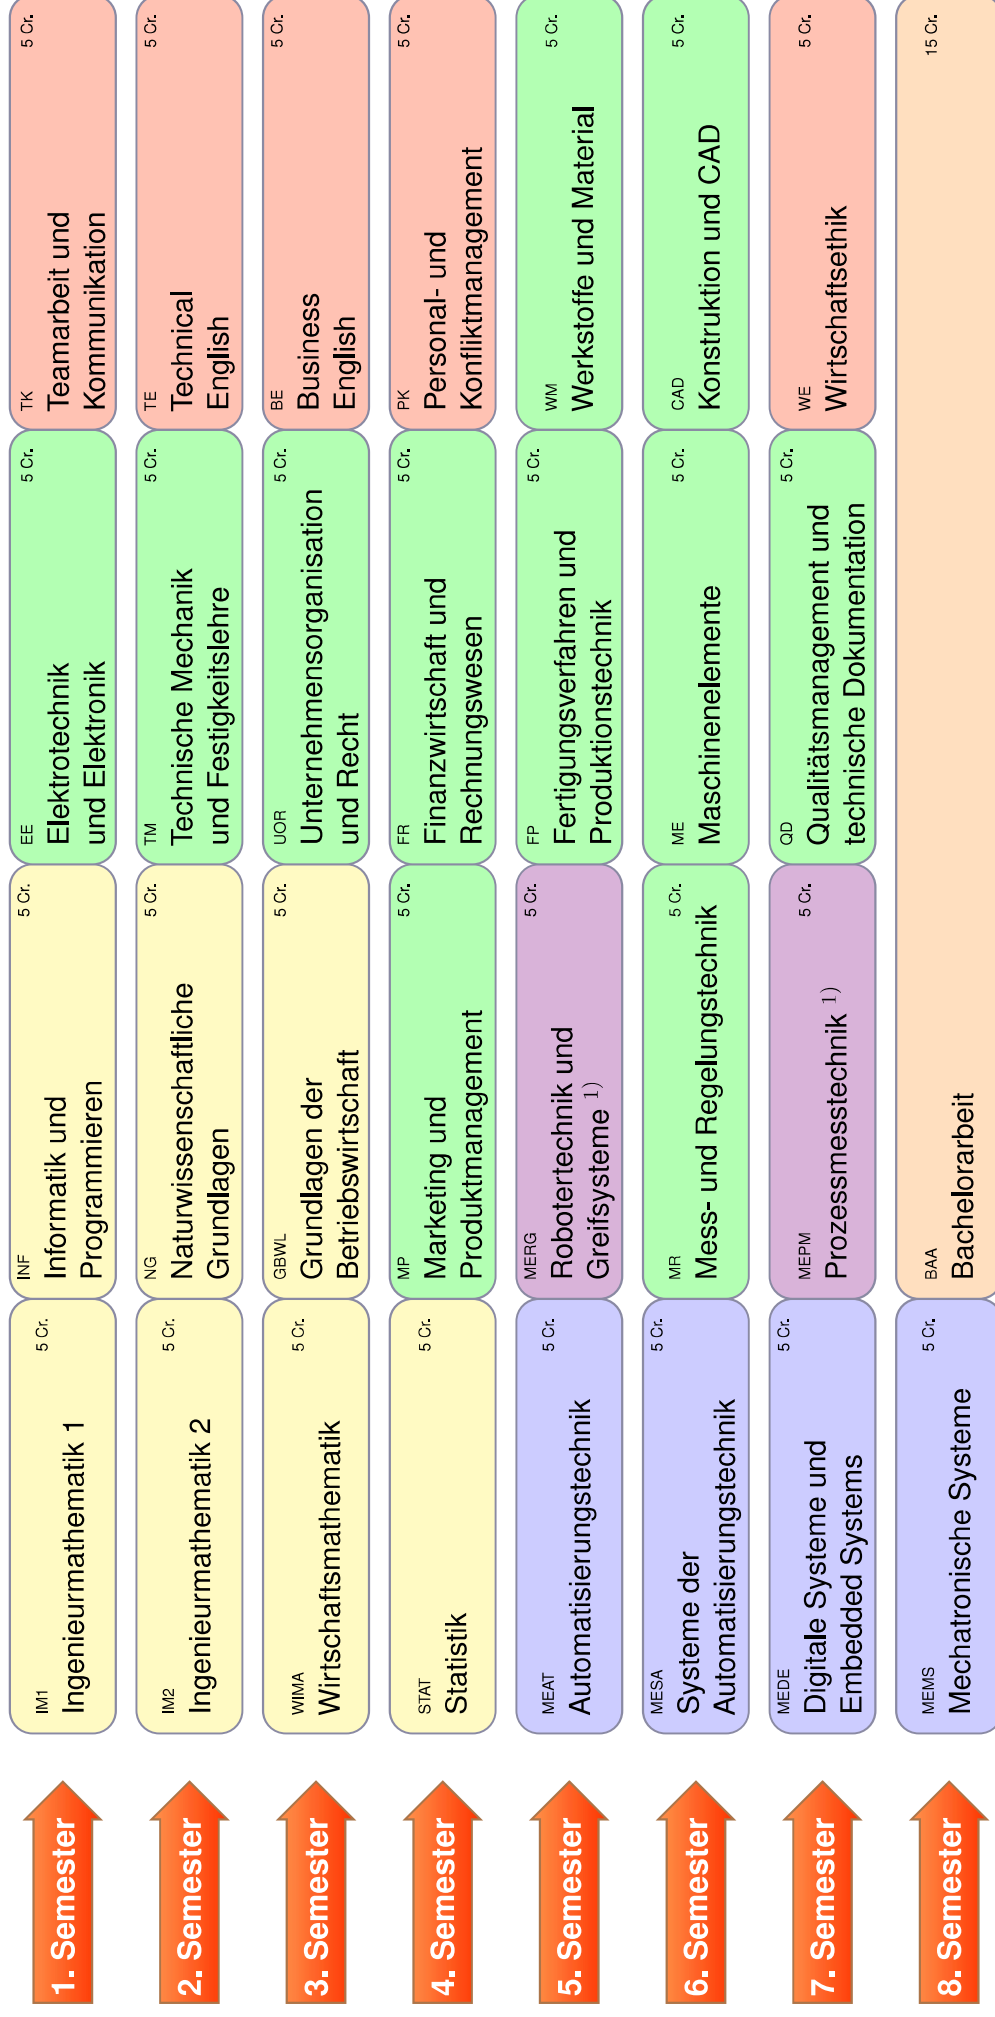 1. Semester
IM1
5 Cr.
Ingenieurmathematik 1
INF
5 Cr.
Informatik und
Programmieren
EE
5 Cr.
Elektrotechnik
und Elektronik
TK
5 Cr.
Teamarbeit und
Kommunikation
2. Semester
IM2
5 Cr.
Ingenieurmathematik 2
NG
5 Cr.
Naturwissenschaftliche
Grundlagen
TM
5 Cr.
Technische Mechanik
und Festigkeitslehre
TE
5 Cr.
Technical
English
3. Semester
WIMA
5 Cr.
Wirtschaftsmathematik
GBWL
5 Cr.
Grundlagen der
Betriebswirtschaft
UOR
5 Cr.
Unternehmensorganisation
und Recht
BE
5 Cr.
Business
English
4. Semester
STAT
5 Cr.
Statistik
MP
5 Cr.
Marketing und
Produktmanagement
FR
5 Cr.
Finanzwirtschaft und
Rechnungswesen
PK
5 Cr.
Personal- und
Konfliktmanagement
5. Semester
MEAT
5 Cr.
Automatisierungstechnik
MERG
5 Cr.
Robotertechnik und
Greifsysteme 1)
FP
5 Cr.
Fertigungsverfahren und
Produktionstechnik
WM
5 Cr.
Werkstoffe und Material
6. Semester
MESA
5 Cr.
Systeme der
Automatisierungstechnik
MR
5 Cr.
Mess- und Regelungstechnik
ME
5 Cr.
Maschinenelemente
CAD
5 Cr.
Konstruktion und CAD
7. Semester
MEDE
5 Cr.
Digitale Systeme und
Embedded Systems
MEPM
5 Cr.
Prozessmesstechnik 1)
QD
5 Cr.
Qualitätsmanagement und
technische Dokumentation
WE
5 Cr.
Wirtschaftsethik
8. Semester
MEMS
5 Cr.
Mechatronische Systeme
BAA
15 Cr.
Bachelorarbeit